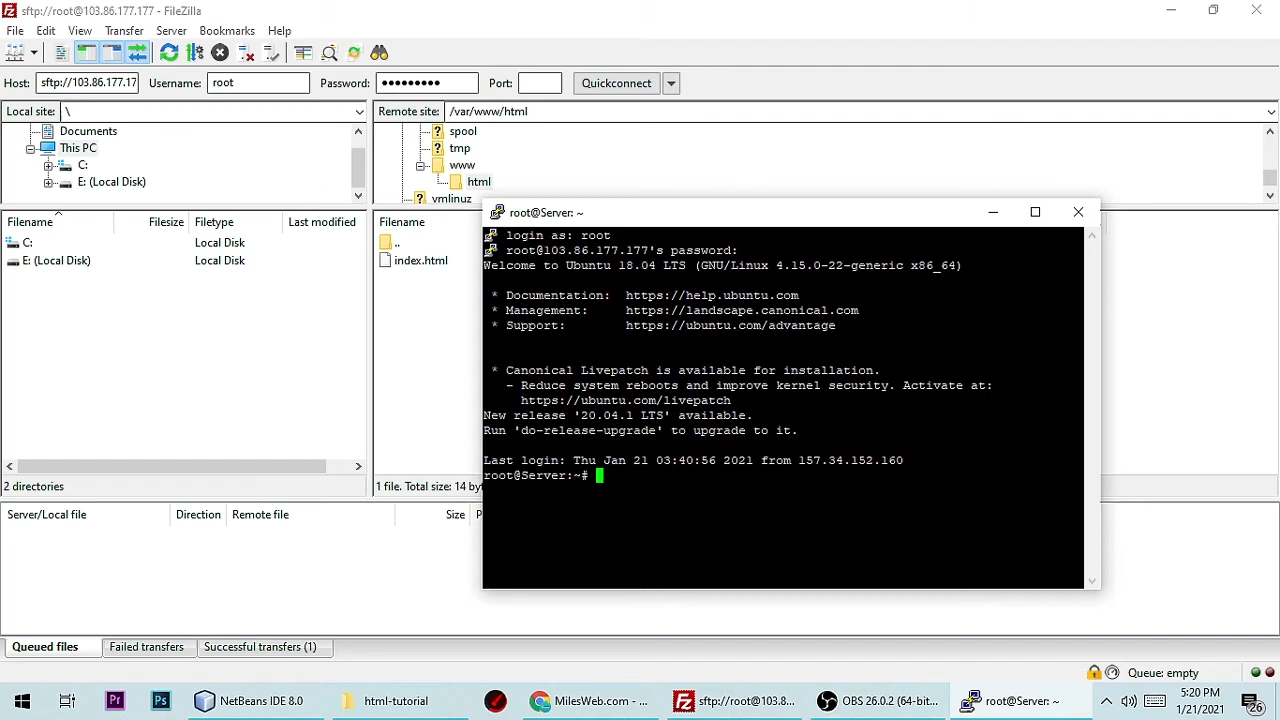 sftp://root@103.86.177.177 - FileZilla
File Edit View Transfer Server Bookmarks Help
Host: sftp://103.86.177.17 Username: root Password: ●●●●●●●●● Port: Quickconnect
Local site: \
Remote site: /var/www/html
Documents
This PC
C:
E: (Local Disk)
spool
tmp
www
html
vmlinuz
Filename Filesize Filetype Last modified
C: Local Disk
E: (Local Disk) Local Disk
2 directories
Filename
..
index.html
1 file. Total size: 14 by
root@Server: ~
login as: root
root@103.86.177.177's password:
Welcome to Ubuntu 18.04 LTS (GNU/Linux 4.15.0-22-generic x86_64)
* Documentation: https://help.ubuntu.com
* Management: https://landscape.canonical.com
* Support: https://ubuntu.com/advantage
* Canonical Livepatch is available for installation.
- Reduce system reboots and improve kernel security. Activate at:
https://ubuntu.com/livepatch
New release '20.04.1 LTS' available.
Run 'do-release-upgrade' to upgrade to it.
Last login: Thu Jan 21 03:40:56 2021 from 157.34.152.160
root@Server:~#
Server/Local file Direction Remote file Size P
Queued files Failed transfers Successful transfers (1)
Queue: empty
Pr Ps NetBeans IDE 8.0 html-tutorial MilesWeb.com - ... sftp://root@103.8... OBS 26.0.2 (64-bit... root@Server: ~
5:20 PM
1/21/2021
26